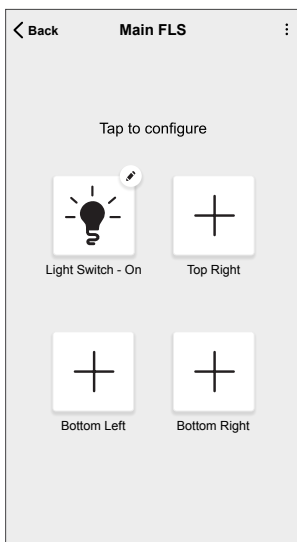 Back
Main FLS
Tap to configure
Light Switch - On
Top Right
Bottom Left
Bottom Right